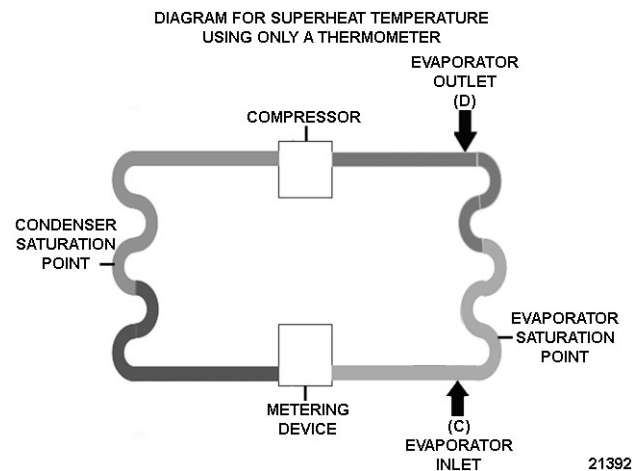 DIAGRAM FOR SUPERHEAT TEMPERATURE
USING ONLY A THERMOMETER
EVAPORATOR
OUTLET
(D)
COMPRESSOR
CONDENSER
SATURATION
POINT
EVAPORATOR
SATURATION
POINT
METERING
DEVICE
(C)
EVAPORATOR
INLET
21392